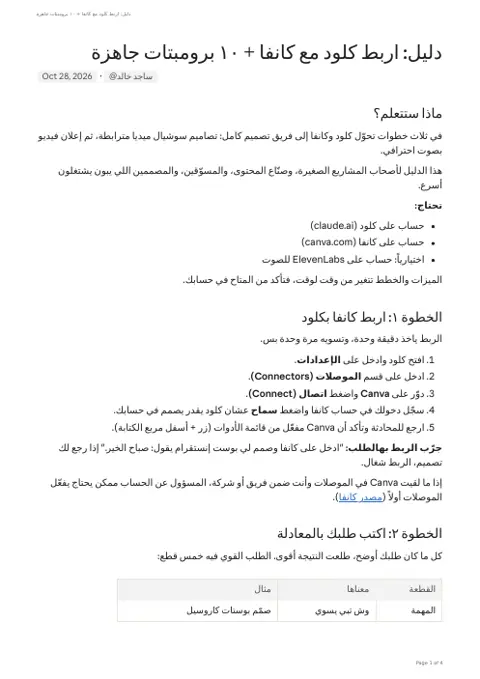 دليل: اربط كلود مع كانفا + ١٠ برومبتات جاهزة
دليل: اربط كلود مع كانفا + ١٠ برومبتات جاهزة
ساجد خالد@ • Oct 28, 2026
ماذا ستتعلم؟
في ثلاث خطوات تحوّل كلود وكانفا إلى فريق تصميم كامل: تصاميم سوشيال ميديا مترابطة، ثم إعلان فيديو
بصوت احترافي.
هذا الدليل لأصحاب المشاريع الصغيرة، وصنّاع المحتوى، والمسوّقين، والمصممين اللي يبون يشتغلون
أسرع.
تحتاج:
• حساب على كلود (claude.ai)
• حساب على كانفا (canva.com)
• اختيارياً: حساب على ElevenLabs للصوت
الميزات والخطط تتغير من وقت لوقت، فتأكد من المتاح في حسابك.
الخطوة ١: اربط كانفا بكلود
الربط ياخذ دقيقة وحدة، وتسويه مرة وحدة بس.
1. افتح كلود وادخل على الإعدادات.
2. ادخل على قسم الموصلات (Connectors).
3. دوّر على Canva واضغط اتصال (Connect).
4. سجّل دخولك في حساب كانفا واضغط سماح عشان كلود يقدر يصمم في حسابك.
5. ارجع للمحادثة وتأكد أن Canva مفعّل من قائمة الأدوات (زر + أسفل مربع الكتابة).
جرّب الربط بهالطلب: "ادخل على كانفا وصمم لي بوست إنستقرام يقول: صباح الخير." إذا رجع لك
تصميم، الربط شغال.
إذا ما لقيت Canva في الموصلات وأنت ضمن فريق أو شركة، المسؤول عن الحساب ممكن يحتاج يفعّل
الموصلات أولاً (مصدر كانفا).
الخطوة ٢: اكتب طلبك بالمعادلة
كل ما كان طلبك أوضح، طلعت النتيجة أقوى. الطلب القوي فيه خمس قطع:
القطعة معناها مثال
المهمة وش تبي يسوي صمّم بوستات كاروسيل
Page 1 of 4